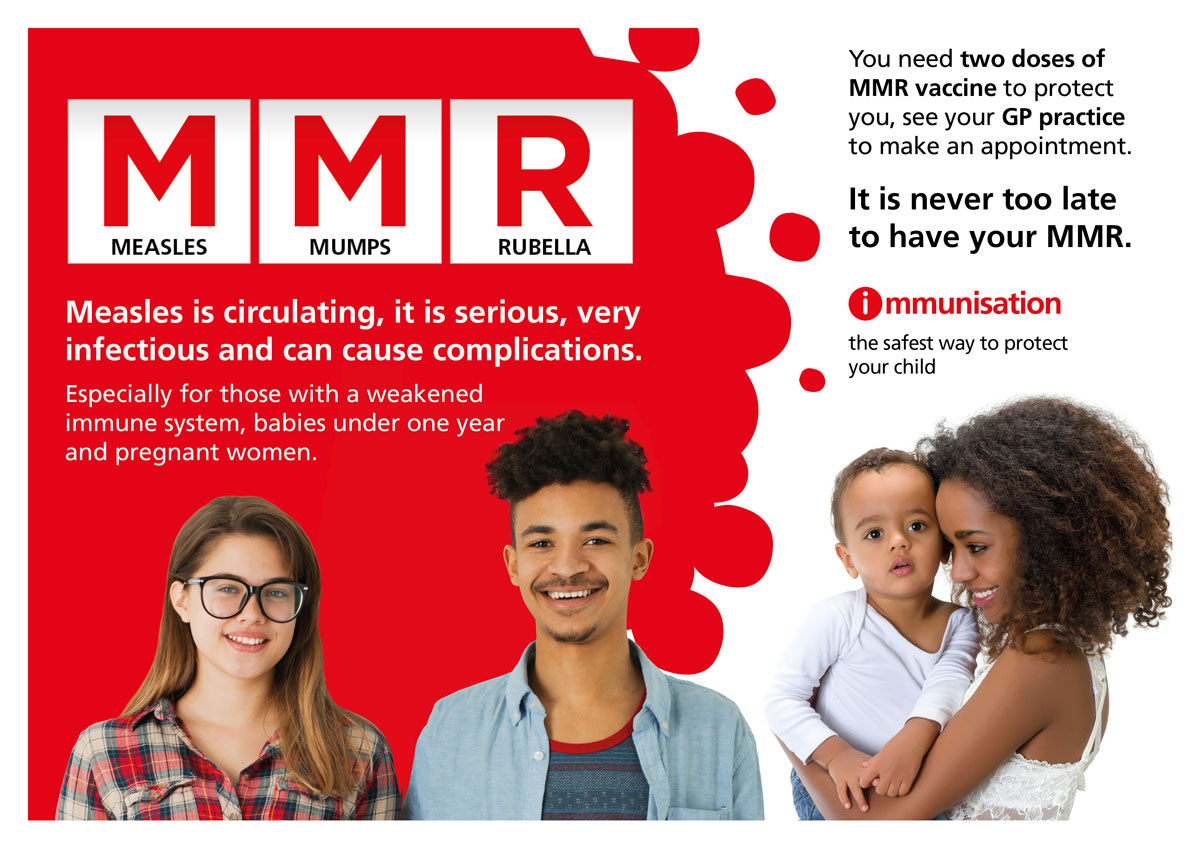 M M R
MEASLES MUMPS RUBELLA
Measles is circulating, it is serious, very
infectious and can cause complications.
Especially for those with a weakened
immune system, babies under one year
and pregnant women.
You need two doses of
MMR vaccine to protect
you, see your GP practice
to make an appointment.
It is never too late
to have your MMR.
immunisation
the safest way to protect
your child